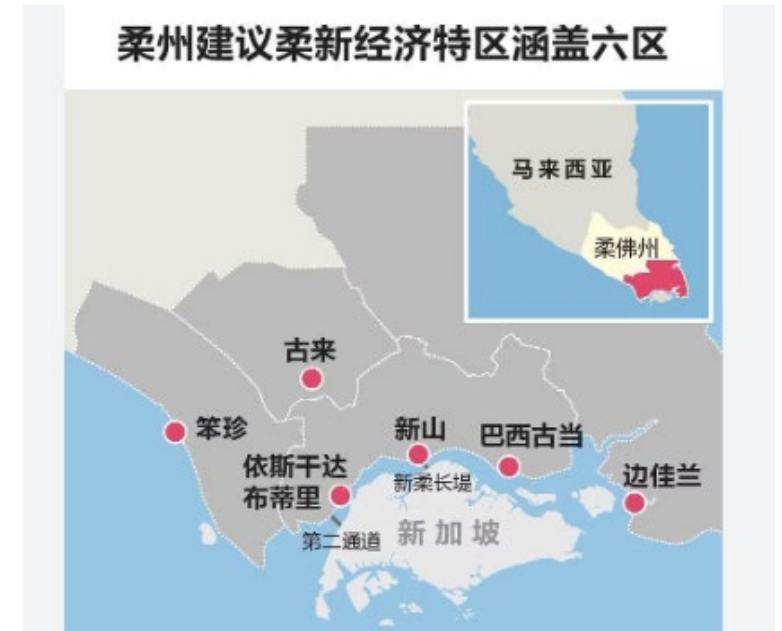 柔州建议柔新经济特区涵盖六区
马来西亚
柔佛州
古来
笨珍
新山
巴西古当
依斯干达
布蒂里
新柔长堤
边佳兰
第二通道
新加坡